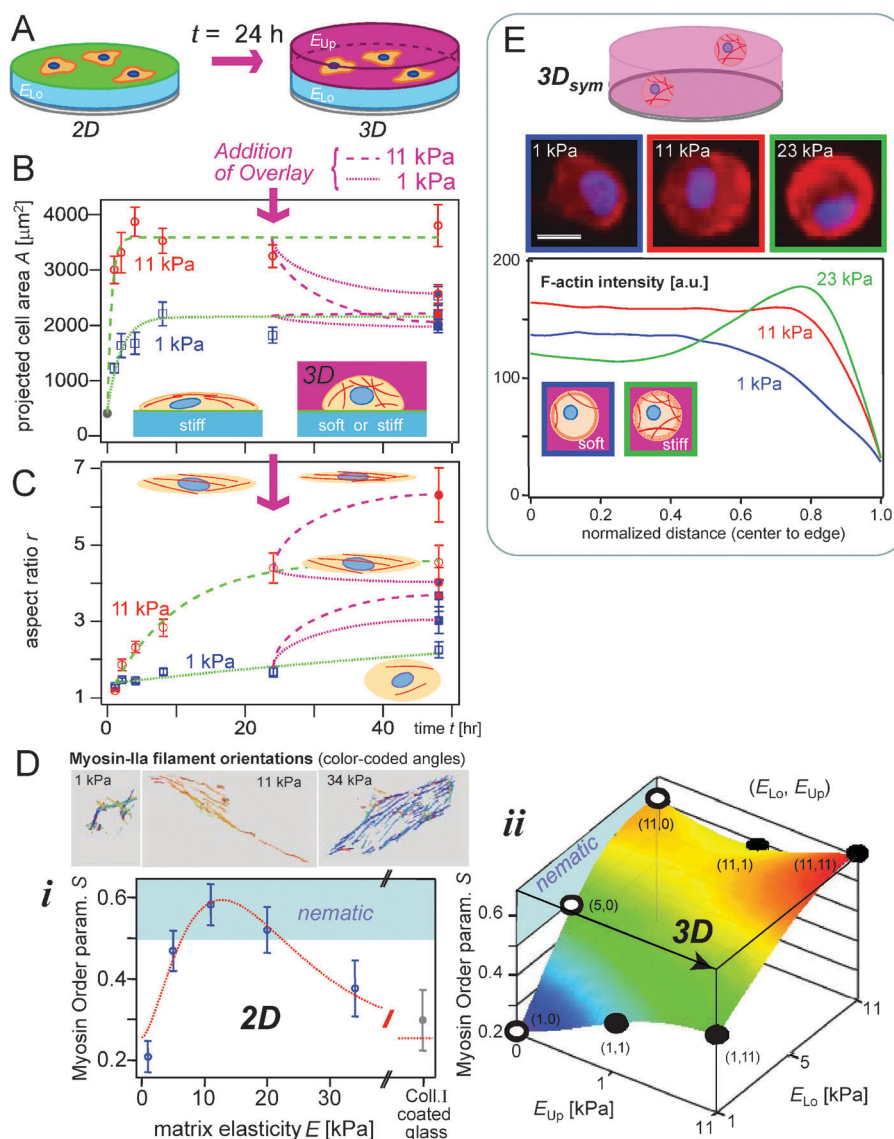 A
t = 24 h
E_Up
E_Lo
E_Lo
2D
3D
B
Addition
of Overlay
11 kPa
1 kPa
projected cell area A [µm²]
4000
3000
2000
1000
0
11 kPa
1 kPa
3D
stiff
soft or stiff
C
aspect ratio r
7
5
3
1
11 kPa
1 kPa
0
20
40
time t [hr]
D
Myosin-IIa filament orientations (color-coded angles)
1 kPa
11 kPa
34 kPa
i
Myosin Order param. S
0.6
0.4
0.2
nematic
2D
0
10
20
30
Coll.I
coated
glass
matrix elasticity E [kPa]
ii
(E_Lo, E_Up)
nematic
(11,0)
(11,1)
(11,11)
(5,0)
3D
(1,0)
(1,1)
(1,11)
Myosin Order param. S
0.6
0.4
0.2
0
1
11
E_Up [kPa]
1
5
11
E_Lo [kPa]
E
3D_sym
1 kPa
11 kPa
23 kPa
F-actin intensity [a.u.]
23 kPa
11 kPa
1 kPa
soft
stiff
200
100
0
0
0.2
0.4
0.6
0.8
1.0
normalized distance (center to edge)